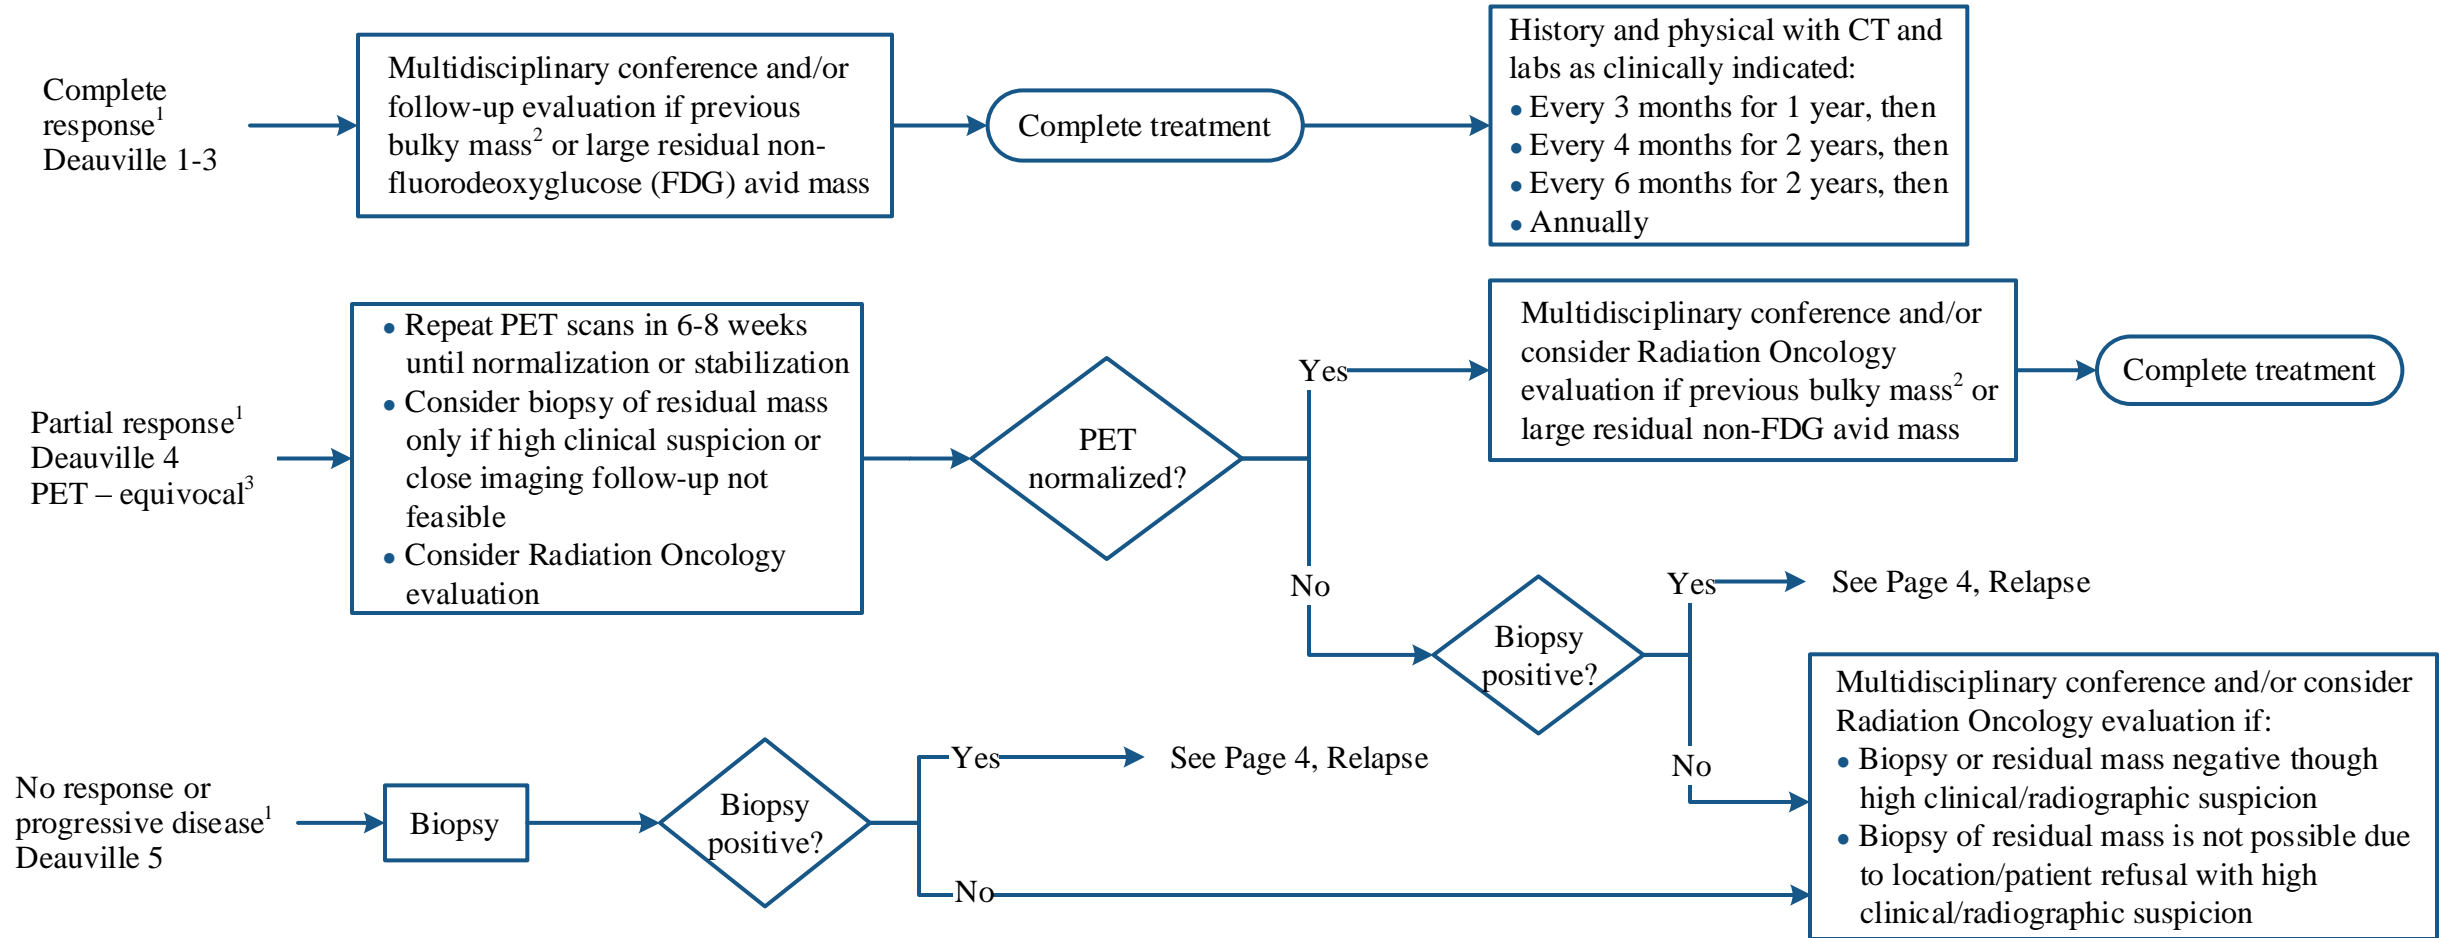 Complete
response¹
Deauville 1-3
Multidisciplinary conference and/or
follow-up evaluation if previous
bulky mass² or large residual non-
fluorodeoxyglucose (FDG) avid mass
Complete treatment
History and physical with CT and
labs as clinically indicated:
● Every 3 months for 1 year, then
● Every 4 months for 2 years, then
● Every 6 months for 2 years, then
● Annually
Partial response¹
Deauville 4
PET – equivocal³
● Repeat PET scans in 6-8 weeks
until normalization or stabilization
● Consider biopsy of residual mass
only if high clinical suspicion or
close imaging follow-up not
feasible
● Consider Radiation Oncology
evaluation
PET
normalized?
Yes
Multidisciplinary conference and/or
consider Radiation Oncology
evaluation if previous bulky mass² or
large residual non-FDG avid mass
Complete treatment
No
Biopsy
positive?
Yes
See Page 4, Relapse
No
No response or
progressive disease¹
Deauville 5
Biopsy
Biopsy
positive?
Yes
See Page 4, Relapse
No
Multidisciplinary conference and/or consider
Radiation Oncology evaluation if:
● Biopsy or residual mass negative though
high clinical/radiographic suspicion
● Biopsy of residual mass is not possible due
to location/patient refusal with high
clinical/radiographic suspicion